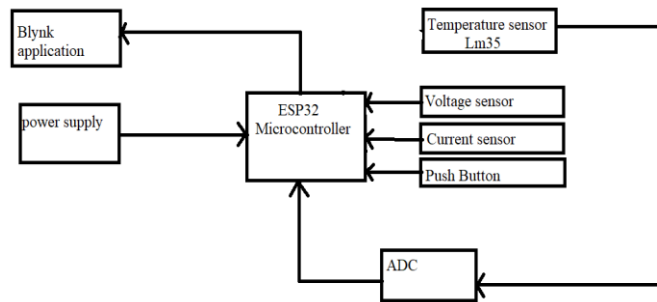 Blynk
application
Temperature sensor
Lm35
power supply
ESP32
Microcontroller
Voltage sensor
Current sensor
Push Button
ADC